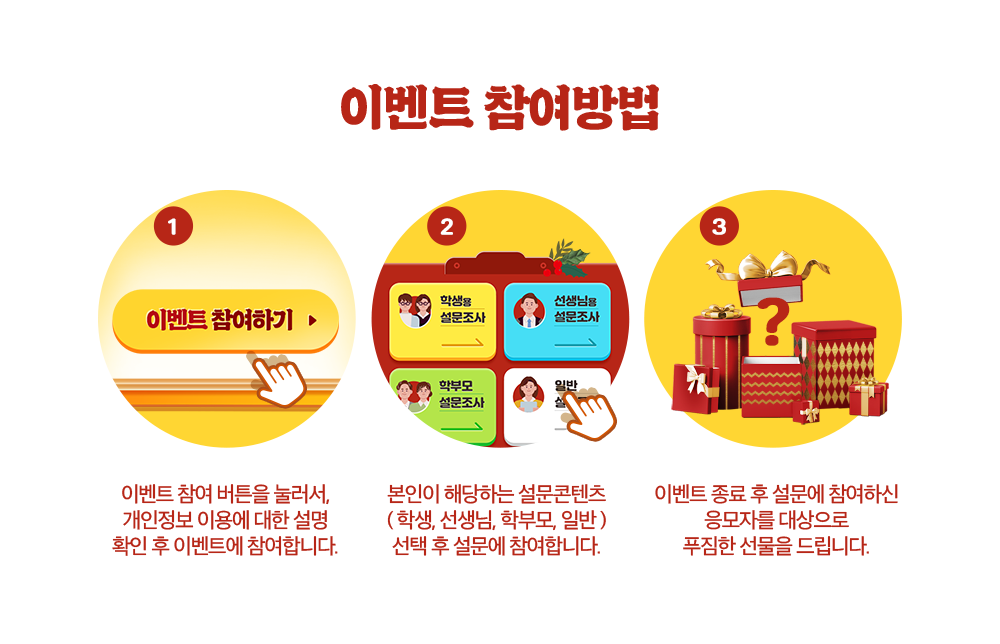 이벤트 참여방법
1
이벤트 참여하기
이벤트 참여 버튼을 눌러서,
개인정보 이용에 대한 설명
확인 후 이벤트에 참여합니다.
2
학생용
설문조사
선생님용
설문조사
학부모
설문조사
일반
설
본인이 해당하는 설문콘텐츠
( 학생, 선생님, 학부모, 일반 )
선택 후 설문에 참여합니다.
3
?
이벤트 종료 후 설문에 참여하신
응모자를 대상으로
푸짐한 선물을 드립니다.